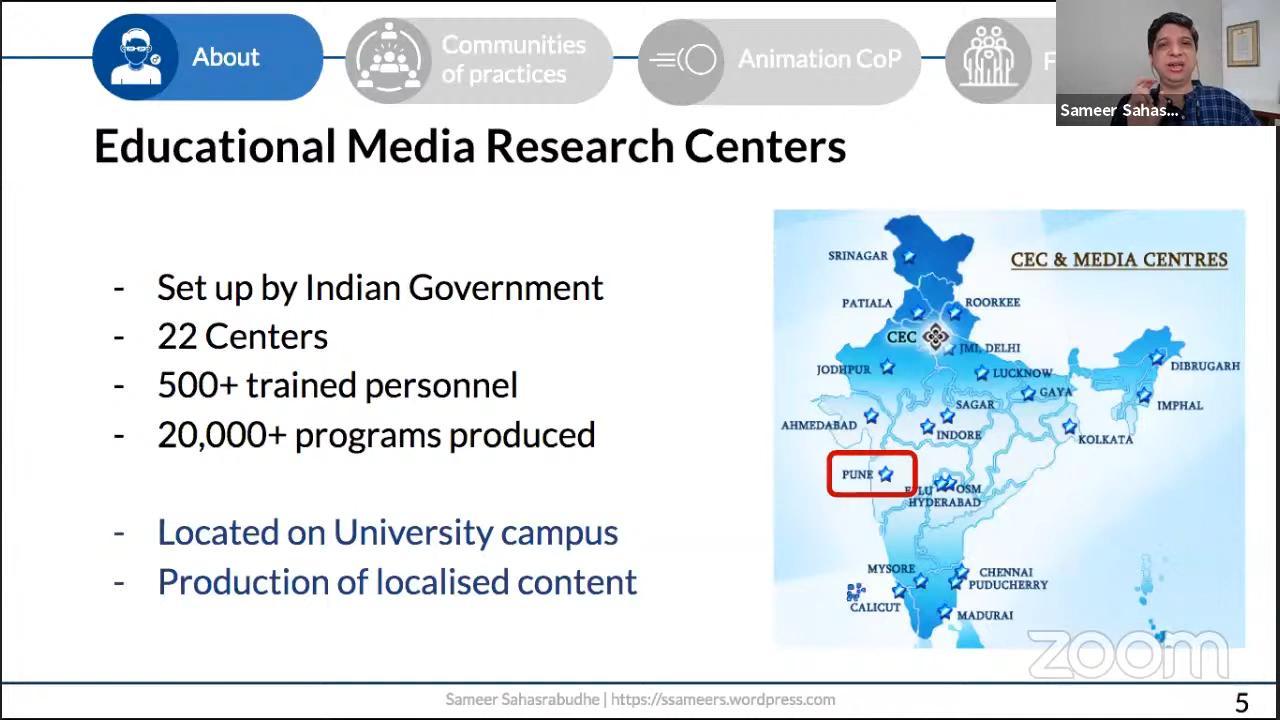 About
Communities
of practices
Animation CoP
F
Sameer Sahas...
Educational Media Research Centers
- Set up by Indian Government
- 22 Centers
- 500+ trained personnel
- 20,000+ programs produced
- Located on University campus
- Production of localised content
CEC & MEDIA CENTRES
SRINAGAR
PATIALA
ROORKEE
CEC
JMI, DELHI
JODHPUR
LUCKNOW
DIBRUGARH
GAYA
IMPHAL
SAGAR
AHMEDABAD
INDORE
KOLKATA
PUNE
EFLU OSM
HYDERABAD
MYSORE
CHENNAI
PUDUCHERRY
CALICUT
MADURAI
zoom
Sameer Sahasrabudhe | https://ssameers.wordpress.com
5